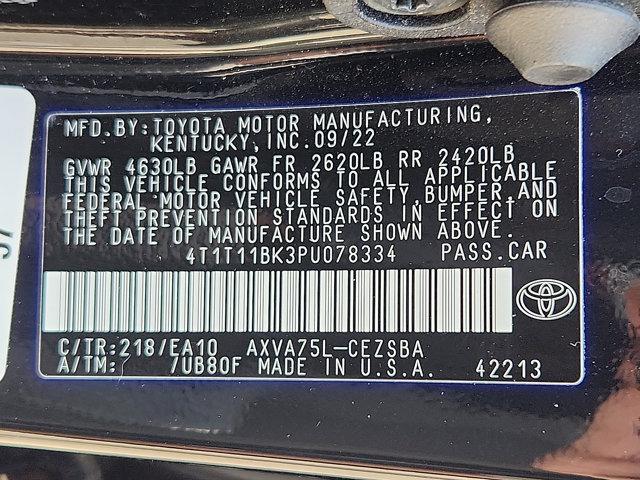 MFD.BY:TOYOTA MOTOR MANUFACTURING,
KENTUCKY,INC.09/22
GVWR 4630LB GAWR FR 2620LB RR 2420LB
THIS VEHICLE CONFORMS TO ALL APPLICABLE
FEDERAL MOTOR VEHICLE SAFETY,BUMPER,AND
THEFT PREVENTION STANDARDS IN EFFECT ON
THE DATE OF MANUFACTURE SHOWN ABOVE.
4T1T11BK3PU078334 PASS.CAR
C/TR:218/EA10 AXVA75L-CEZSBA
A/TM: /UB80F MADE IN U.S.A. 42213